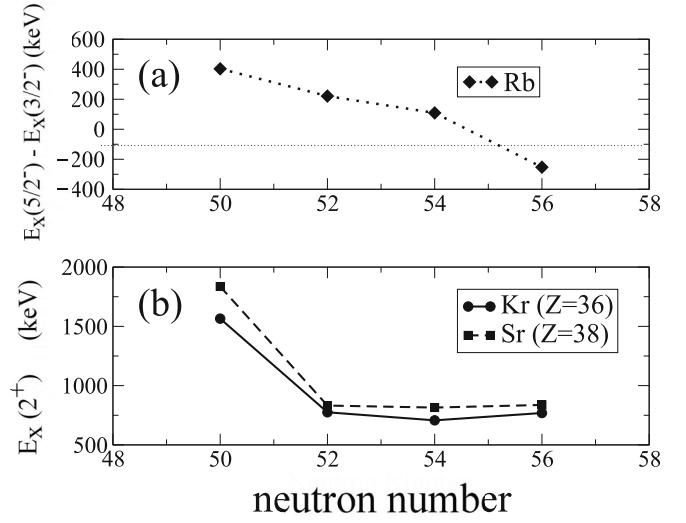 Eₓ(5/2⁻) - Eₓ(3/2⁻) (keV)
600
400
200
0
−200
−400
(a)
Rb
48 50 52 54 56 58
Eₓ(2⁺) (keV)
2000
1500
1000
500
(b)
Kr (Z=36)
Sr (Z=38)
48 50 52 54 56 58
neutron number